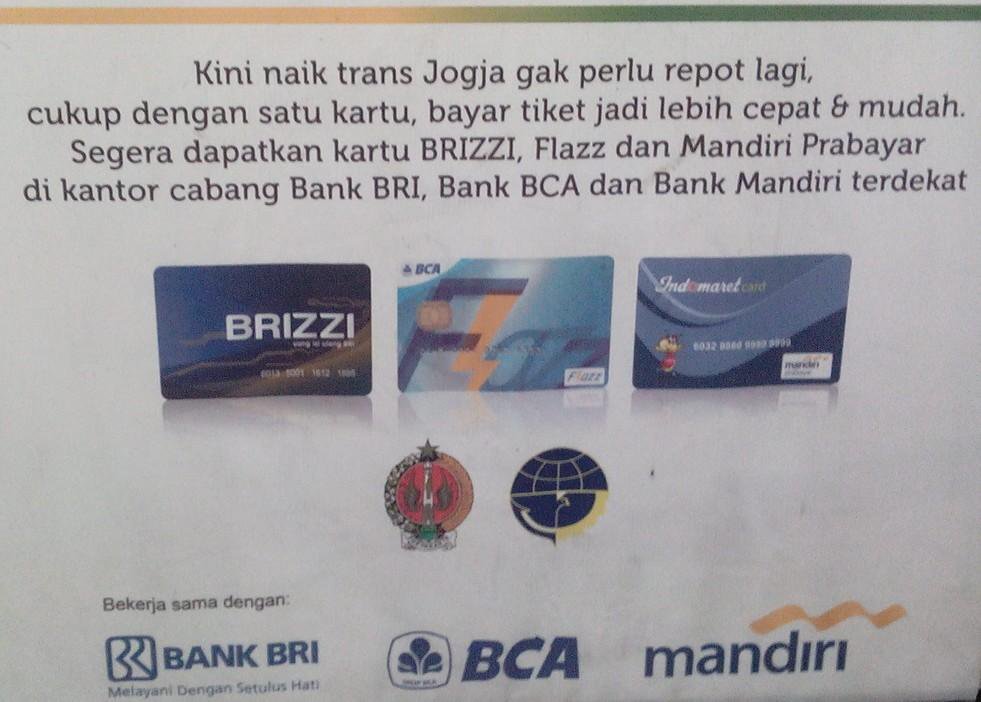 Kini naik trans Jogja gak perlu repot lagi,
cukup dengan satu kartu, bayar tiket jadi lebih cepat & mudah.
Segera dapatkan kartu BRIZZI, Flazz dan Mandiri Prabayar
di kantor cabang Bank BRI, Bank BCA dan Bank Mandiri terdekat
BRIZZI
BCA
Flazz
Flazz
Indomaret card
mandiri
Bekerja sama dengan:
BANK BRI
Melayani Dengan Setulus Hati
BCA
mandiri